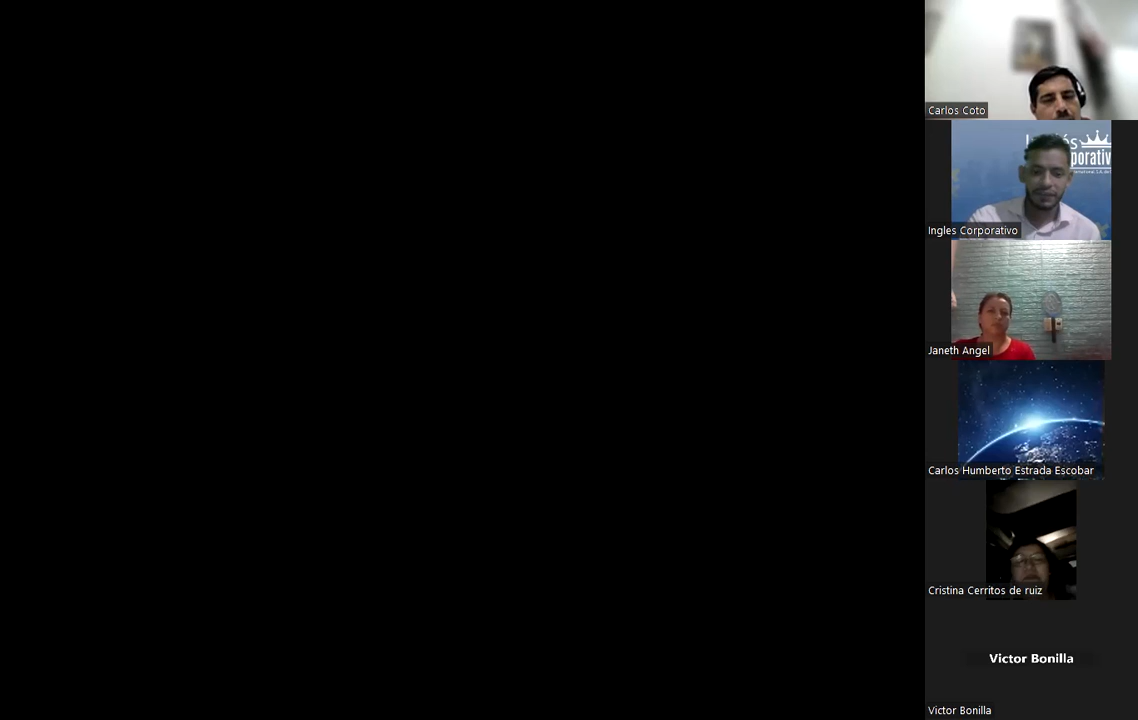 Carlos Coto
Ingles Corporativo
Janeth Angel
Carlos Humberto Estrada Escobar
Cristina Cerritos de ruiz
Victor Bonilla
Victor Bonilla